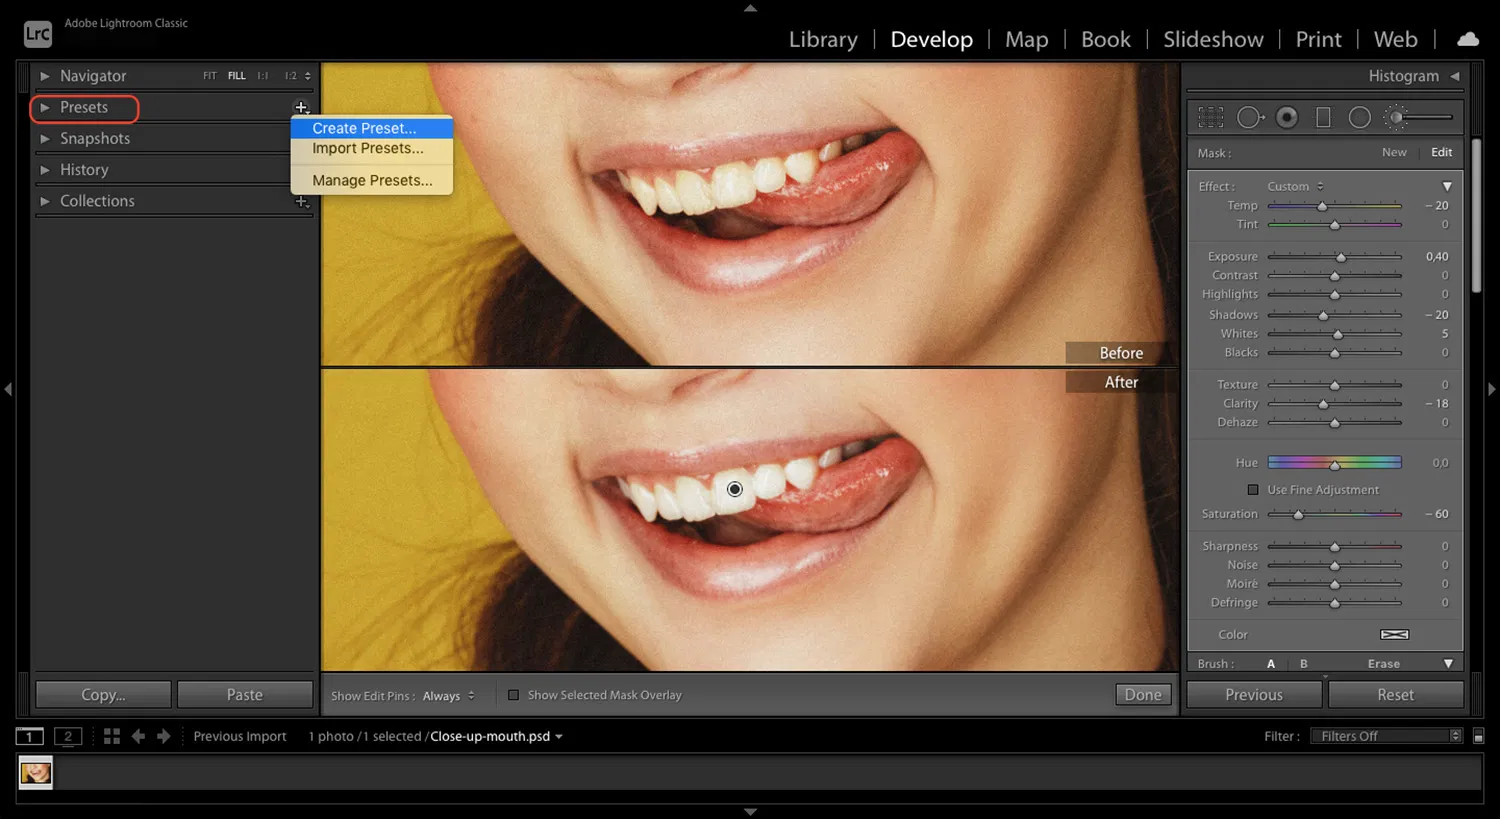 LrC
Adobe Lightroom Classic
Library | Develop | Map | Book | Slideshow | Print | Web |
Navigator FIT FILL 1:1 1:2
Presets
Create Preset...
Import Presets...
Manage Presets...
Snapshots
History
Collections
Before
After
Histogram
Mask : New Edit
Effect : Custom
Temp – 20
Tint 0
Exposure 0,40
Contrast 0
Highlights 0
Shadows – 20
Whites 5
Blacks 0
Texture 0
Clarity – 18
Dehaze 0
Hue 0,0
Use Fine Adjustment
Saturation – 60
Sharpness 0
Noise 0
Moiré 0
Defringe 0
Color
Brush : A B Erase
Copy... Paste
Show Edit Pins : Always Show Selected Mask Overlay Done
Previous Reset
1 2 Previous Import 1 photo /1 selected /Close-up-mouth.psd
Filter : Filters Off